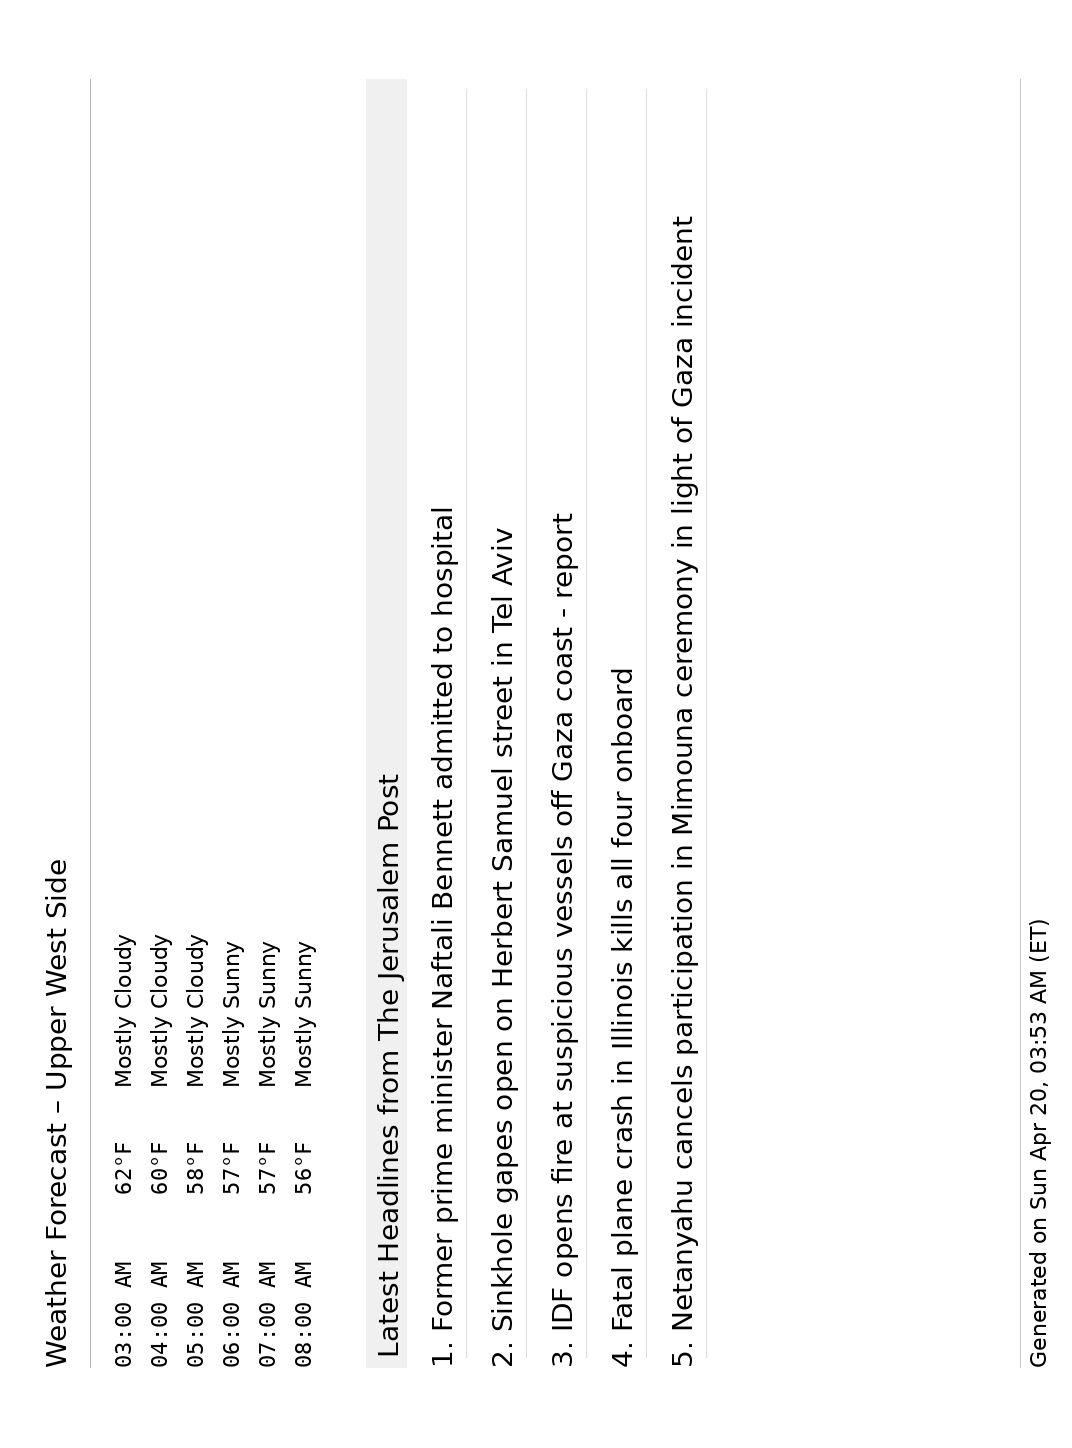 Weather Forecast – Upper West Side
03:00 AM 62°F Mostly Cloudy
04:00 AM 60°F Mostly Cloudy
05:00 AM 58°F Mostly Cloudy
06:00 AM 57°F Mostly Sunny
07:00 AM 57°F Mostly Sunny
08:00 AM 56°F Mostly Sunny
Latest Headlines from The Jerusalem Post
1. Former prime minister Naftali Bennett admitted to hospital
2. Sinkhole gapes open on Herbert Samuel street in Tel Aviv
3. IDF opens fire at suspicious vessels off Gaza coast - report
4. Fatal plane crash in Illinois kills all four onboard
5. Netanyahu cancels participation in Mimouna ceremony in light of Gaza incident
Generated on Sun Apr 20, 03:53 AM (ET)